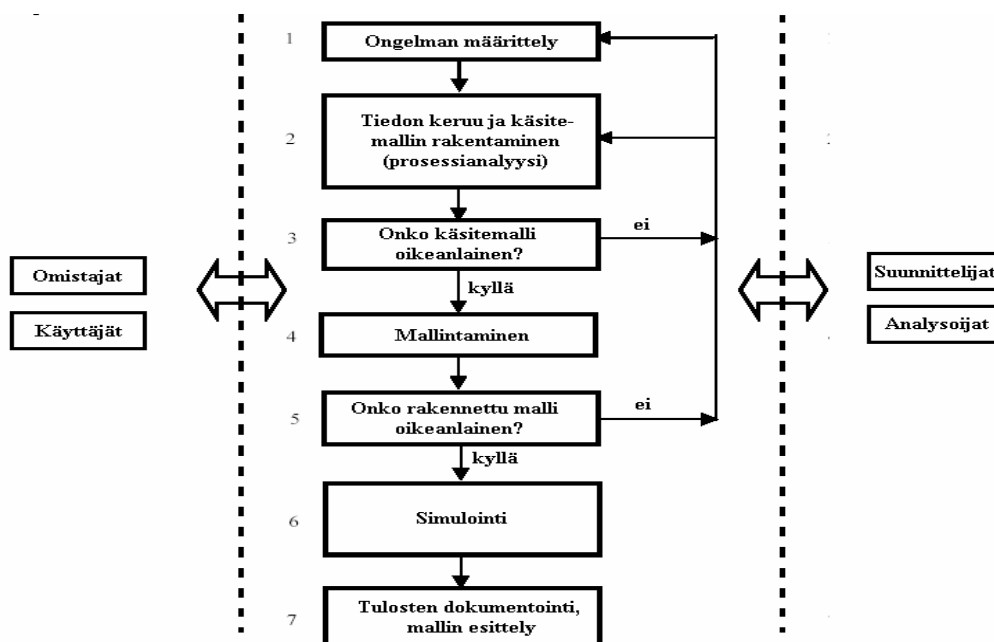 1
Ongelman määrittely
2
Tiedon keruu ja käsite-
mallin rakentaminen
(prosessianalyysi)
3
Onko käsitemalli
oikeanlainen?
ei
kyllä
Omistajat
Käyttäjät
Suunnittelijat
Analysoijat
4
Mallintaminen
5
Onko rakennettu malli
oikeanlainen?
ei
kyllä
6
Simulointi
7
Tulosten dokumentointi,
mallin esittely